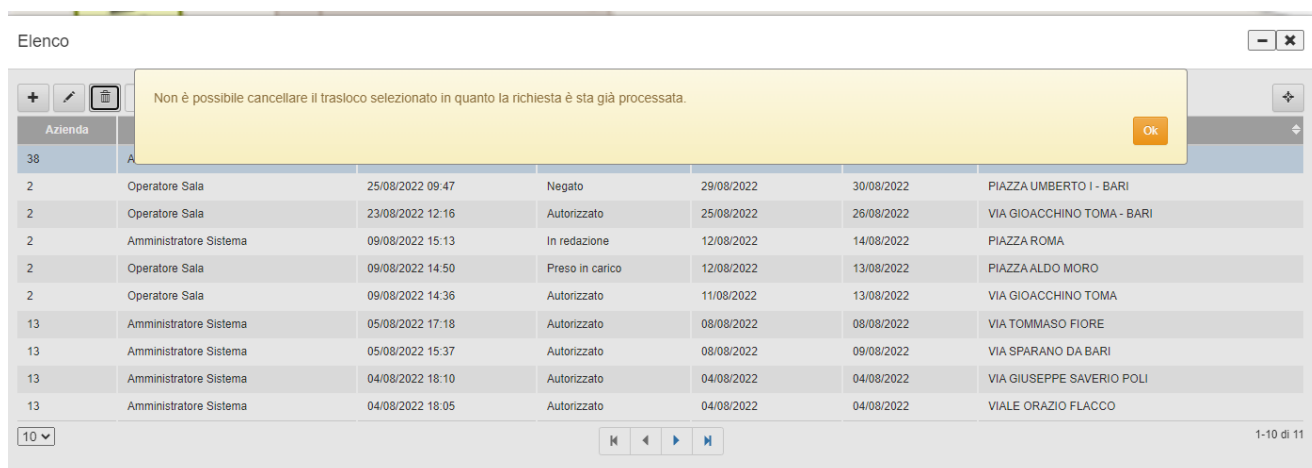 Elenco
Non è possibile cancellare il trasloco selezionato in quanto la richiesta è sta già processata.
Ok
Azienda
38 A
2 Operatore Sala 25/08/2022 09:47 Negato 29/08/2022 30/08/2022 PIAZZA UMBERTO I - BARI
2 Operatore Sala 23/08/2022 12:16 Autorizzato 25/08/2022 26/08/2022 VIA GIOACCHINO TOMA - BARI
2 Amministratore Sistema 09/08/2022 15:13 In redazione 12/08/2022 14/08/2022 PIAZZA ROMA
2 Operatore Sala 09/08/2022 14:50 Preso in carico 12/08/2022 13/08/2022 PIAZZA ALDO MORO
2 Operatore Sala 09/08/2022 14:36 Autorizzato 11/08/2022 13/08/2022 VIA GIOACCHINO TOMA
13 Amministratore Sistema 05/08/2022 17:18 Autorizzato 08/08/2022 08/08/2022 VIA TOMMASO FIORE
13 Amministratore Sistema 05/08/2022 15:37 Autorizzato 08/08/2022 09/08/2022 VIA SPARANO DA BARI
13 Amministratore Sistema 04/08/2022 18:10 Autorizzato 04/08/2022 04/08/2022 VIA GIUSEPPE SAVERIO POLI
13 Amministratore Sistema 04/08/2022 18:05 Autorizzato 04/08/2022 04/08/2022 VIALE ORAZIO FLACCO
10 1-10 di 11